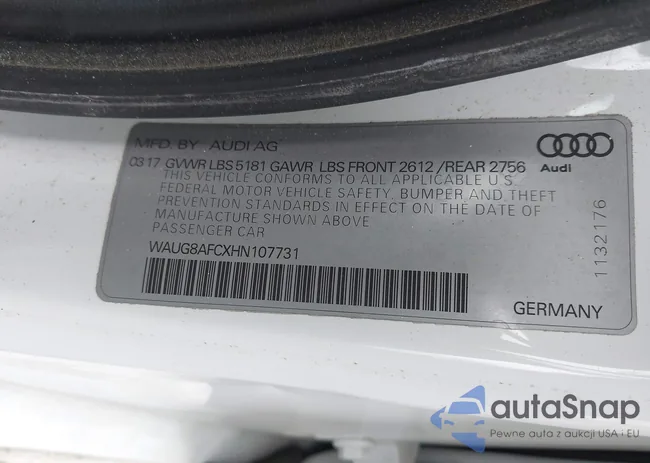 MFD. BY AUDI AG
03.17 GVWR LBS 5181 GAWR LBS FRONT 2612 /REAR 2756
THIS VEHICLE CONFORMS TO ALL APPLICABLE U.S.
FEDERAL MOTOR VEHICLE SAFETY, BUMPER AND THEFT
PREVENTION STANDARDS IN EFFECT ON THE DATE OF
MANUFACTURE SHOWN ABOVE
PASSENGER CAR
WAUG8AFCXHN107731
Audi
1132176
GERMANY
autoSnap
Pewne auta z aukcji USA i EU